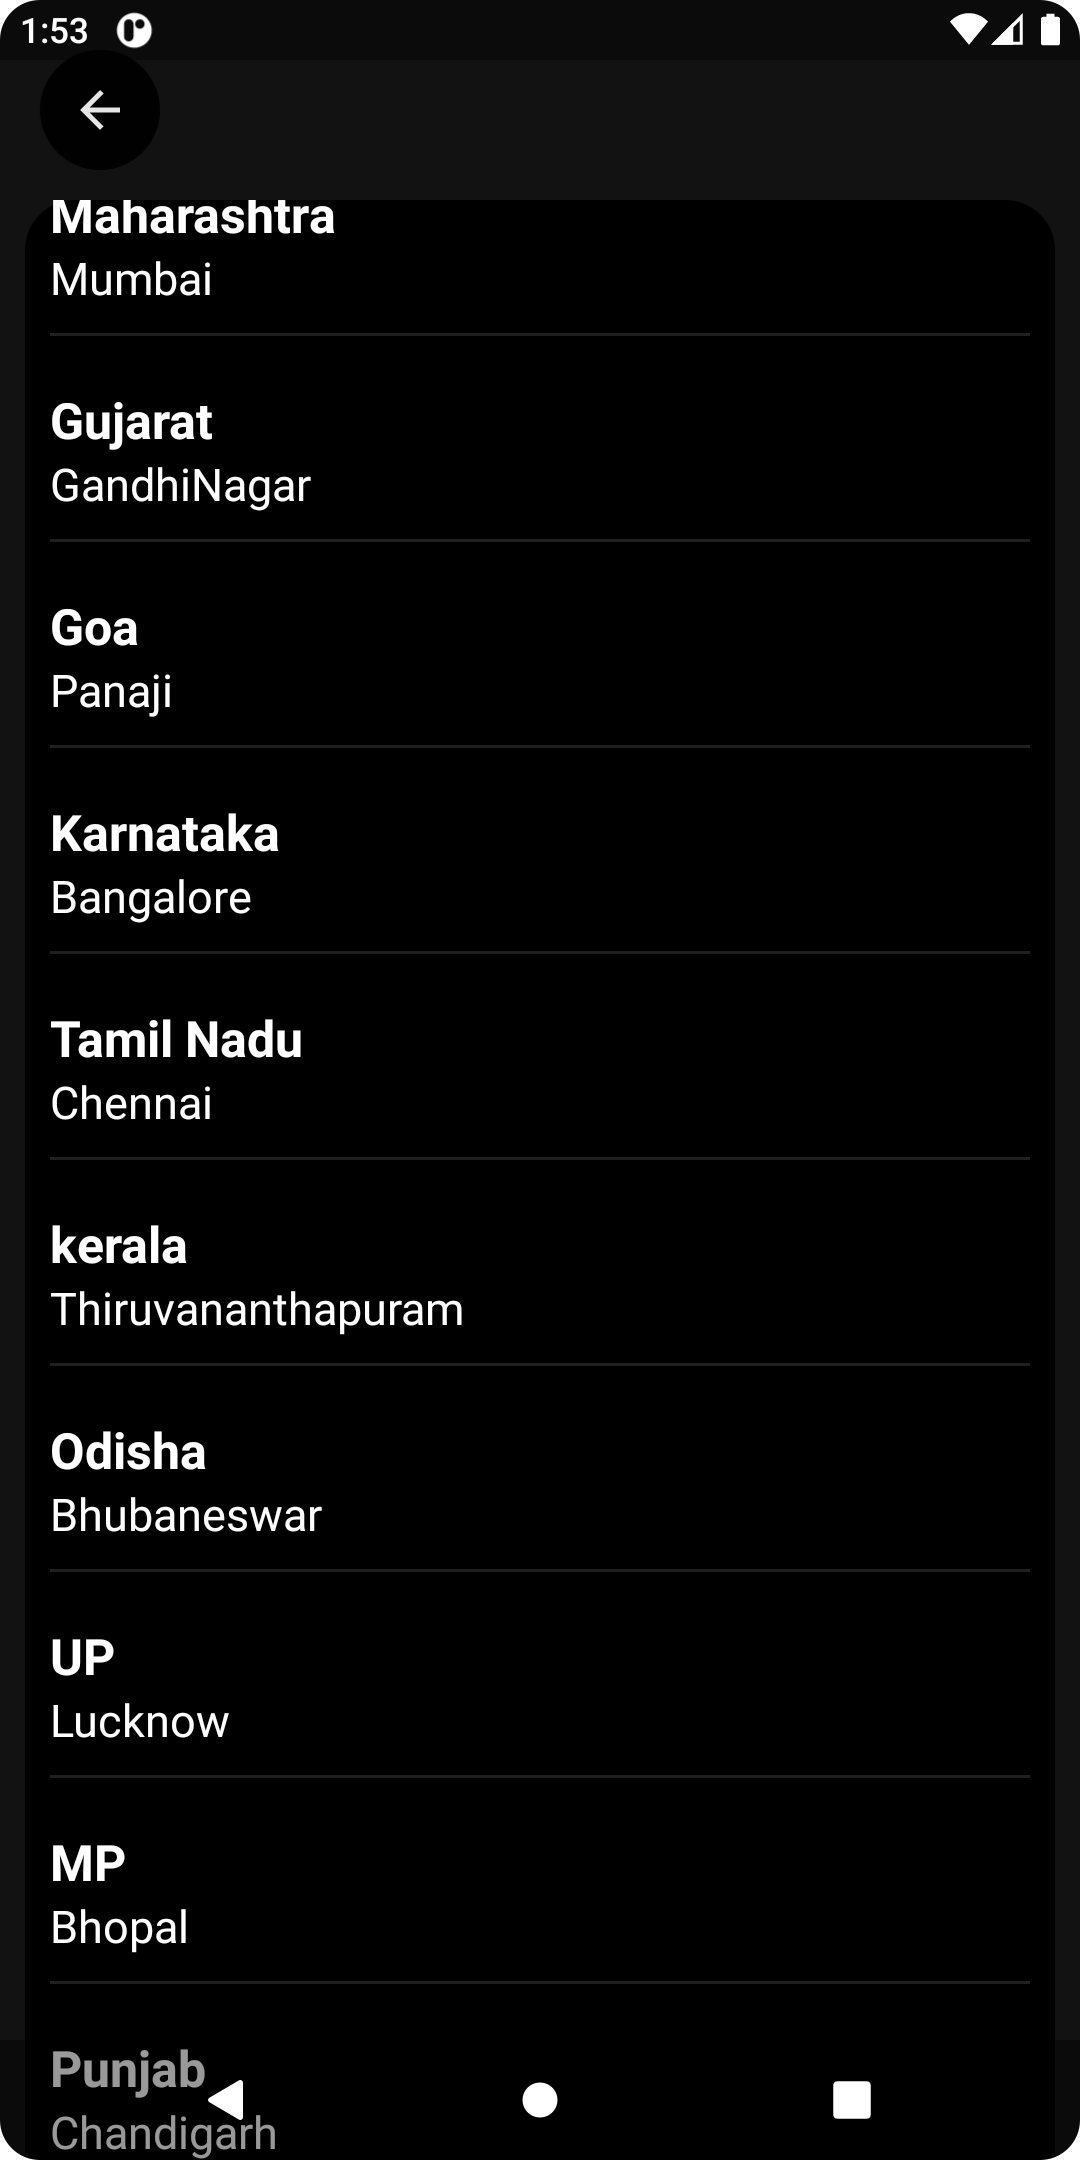 1:53
Maharashtra
Mumbai
Gujarat
GandhiNagar
Goa
Panaji
Karnataka
Bangalore
Tamil Nadu
Chennai
kerala
Thiruvananthapuram
Odisha
Bhubaneswar
UP
Lucknow
MP
Bhopal
Punjab
Chandigarh